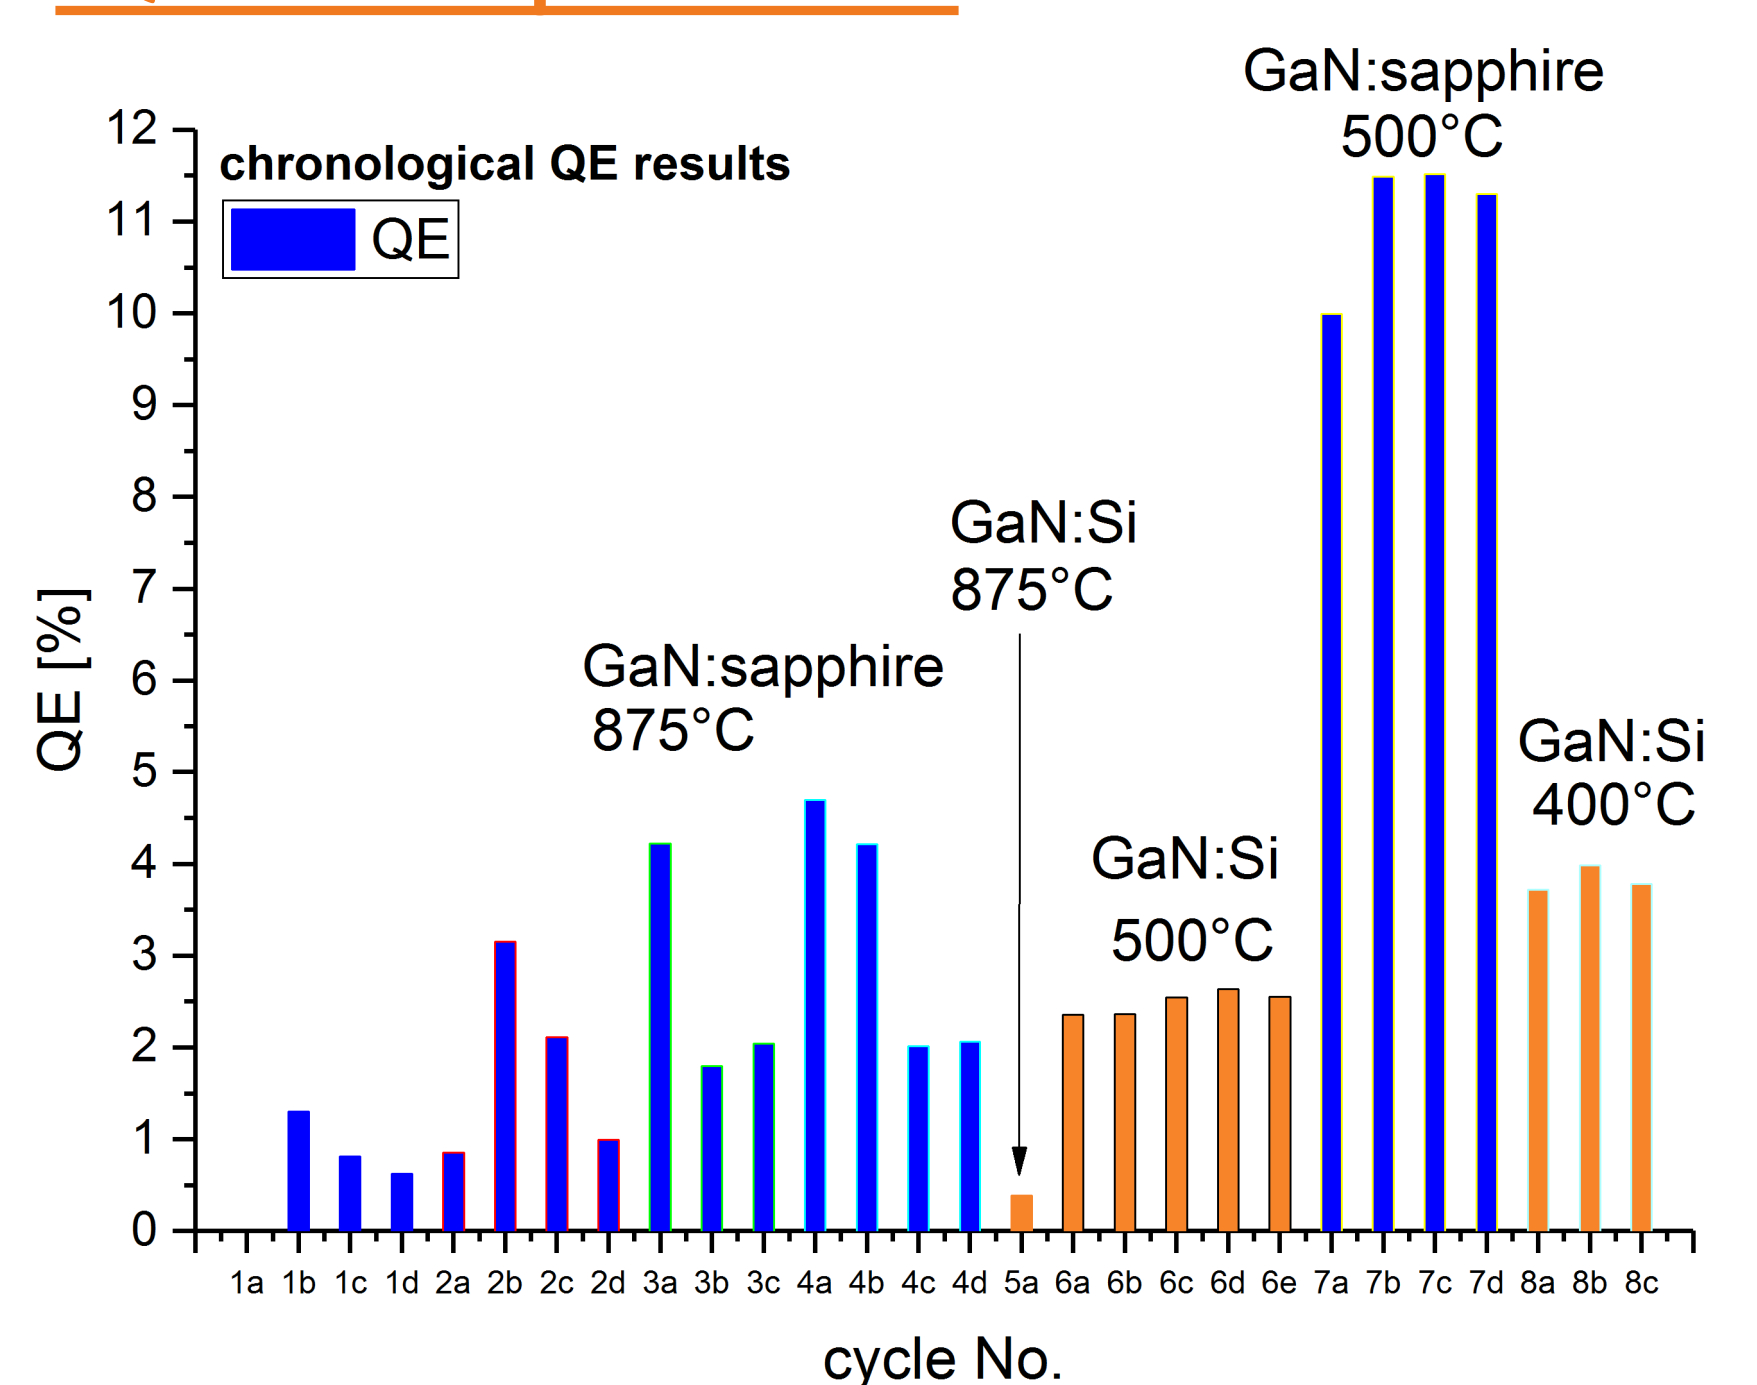 GaN:sapphire
500°C
chronological QE results
QE
GaN:Si
875°C
GaN:sapphire
875°C
GaN:Si
400°C
GaN:Si
500°C
QE [%]
12
11
10
9
8
7
6
5
4
3
2
1
0
1a 1b 1c 1d 2a 2b 2c 2d 3a 3b 3c 4a 4b 4c 4d 5a 6a 6b 6c 6d 6e 7a 7b 7c 7d 8a 8b 8c
cycle No.